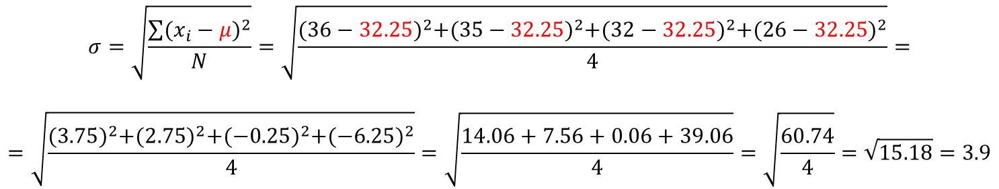 σ = √(∑(xᵢ − μ)²/N) = √((36 − 32.25)²+(35 − 32.25)²+(32 − 32.25)²+(26 − 32.25)²/4) =
= √((3.75)²+(2.75)²+(−0.25)²+(−6.25)²/4) = √(14.06 + 7.56 + 0.06 + 39.06/4) = √(60.74/4) = √15.18 = 3.9